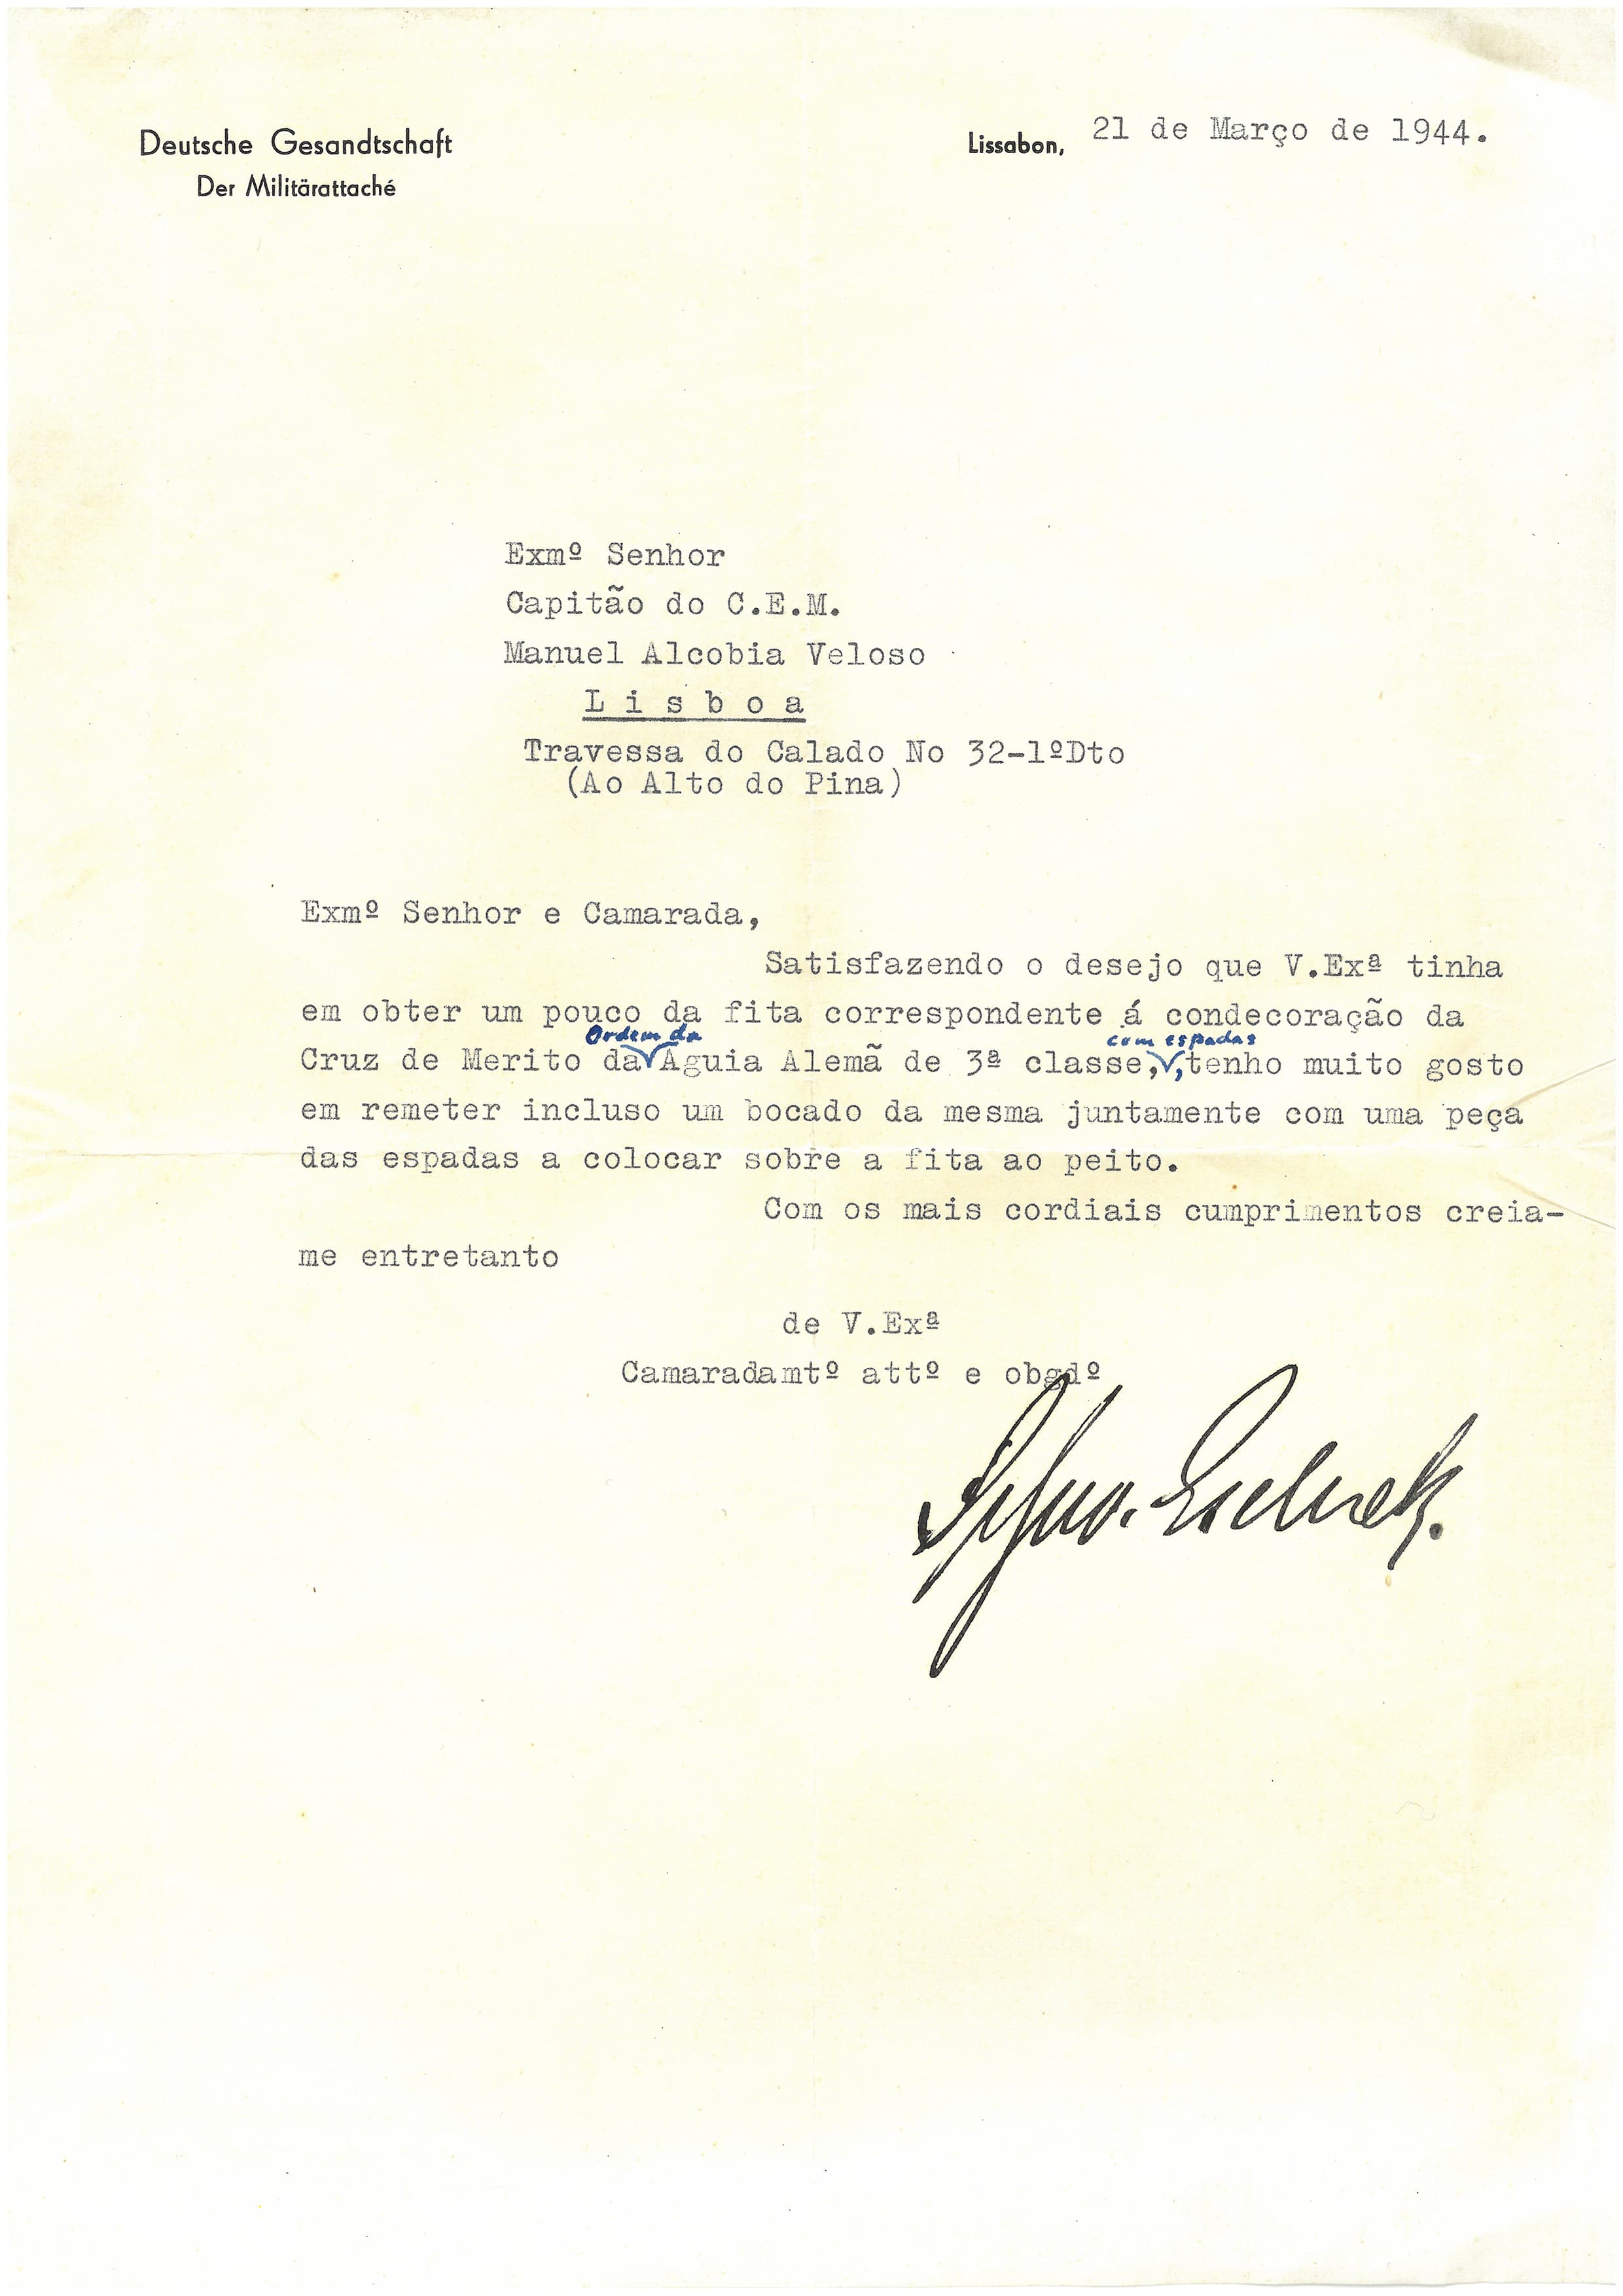 Deutsche Gesandtschaft
Der Militärattaché
Lissabon, 21 de Março de 1944.
Exmº Senhor
Capitão do C.E.M.
Manuel Alcobia Veloso
L i s b o a
Travessa do Calado No 32-1ºDto
(Ao Alto do Pina)
Exmº Senhor e Camarada,
Satisfazendo o desejo que V.Exª tinha
em obter um pouco da fita correspondente á condecoração da
Ordem da
com espadas
Cruz de Merito da Aguia Alemã de 3ª classe,,tenho muito gosto
em remeter incluso um bocado da mesma juntamente com uma peça
das espadas a colocar sobre a fita ao peito.
Com os mais cordiais cumprimentos creia-
me entretanto
de V.Exª
Camaradamtº attº e obgdº